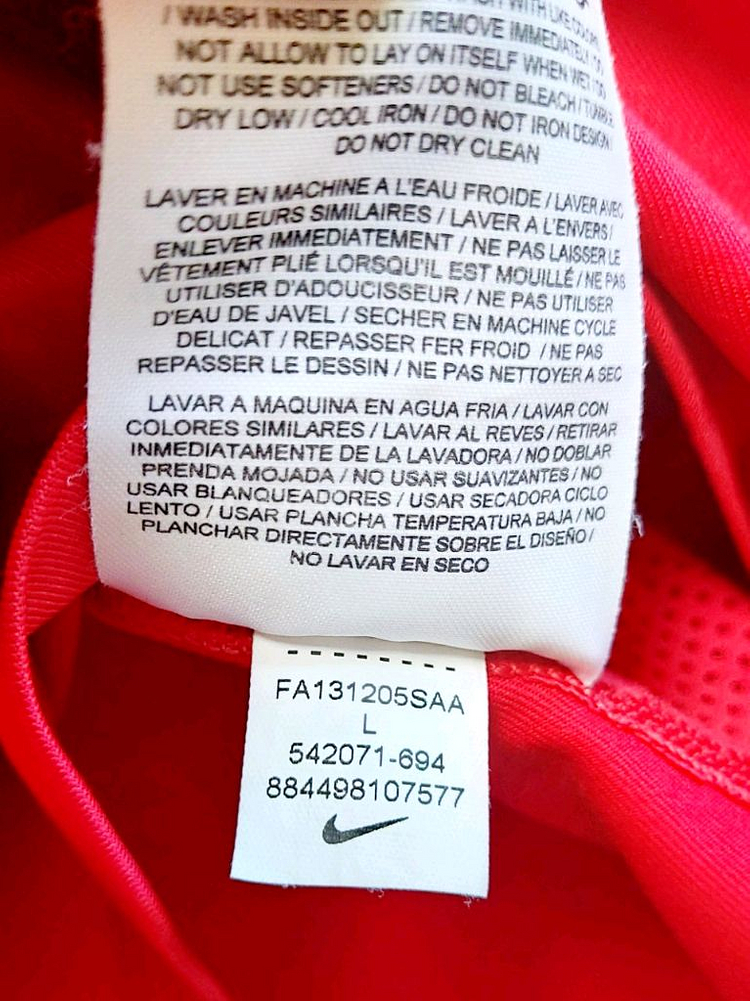 WITH LIKE COLORS
/ WASH INSIDE OUT / REMOVE IMMEDIATELY / DO
NOT ALLOW TO LAY ON ITSELF WHEN WET / DO
NOT USE SOFTENERS / DO NOT BLEACH / TUMBLE
DRY LOW / COOL IRON / DO NOT IRON DESIGN /
DO NOT DRY CLEAN
LAVER EN MACHINE A L'EAU FROIDE / LAVER AVEC
COULEURS SIMILAIRES / LAVER A L'ENVERS /
ENLEVER IMMEDIATEMENT / NE PAS LAISSER LE
VÊTEMENT PLIÉ LORSQU'IL EST MOUILLÉ / NE PAS
UTILISER D'ADOUCISSEUR / NE PAS UTILISER
D'EAU DE JAVEL / SECHER EN MACHINE CYCLE
DELICAT / REPASSER FER FROID / NE PAS
REPASSER LE DESSIN / NE PAS NETTOYER A SEC
LAVAR A MAQUINA EN AGUA FRIA / LAVAR CON
COLORES SIMILARES / LAVAR AL REVES / RETIRAR
INMEDIATAMENTE DE LA LAVADORA / NO DOBLAR
PRENDA MOJADA / NO USAR SUAVIZANTES / NO
USAR BLANQUEADORES / USAR SECADORA CICLO
LENTO / USAR PLANCHA TEMPERATURA BAJA / NO
PLANCHAR DIRECTAMENTE SOBRE EL DISEÑO /
NO LAVAR EN SECO
FA131205SAA
L
542071-694
884498107577